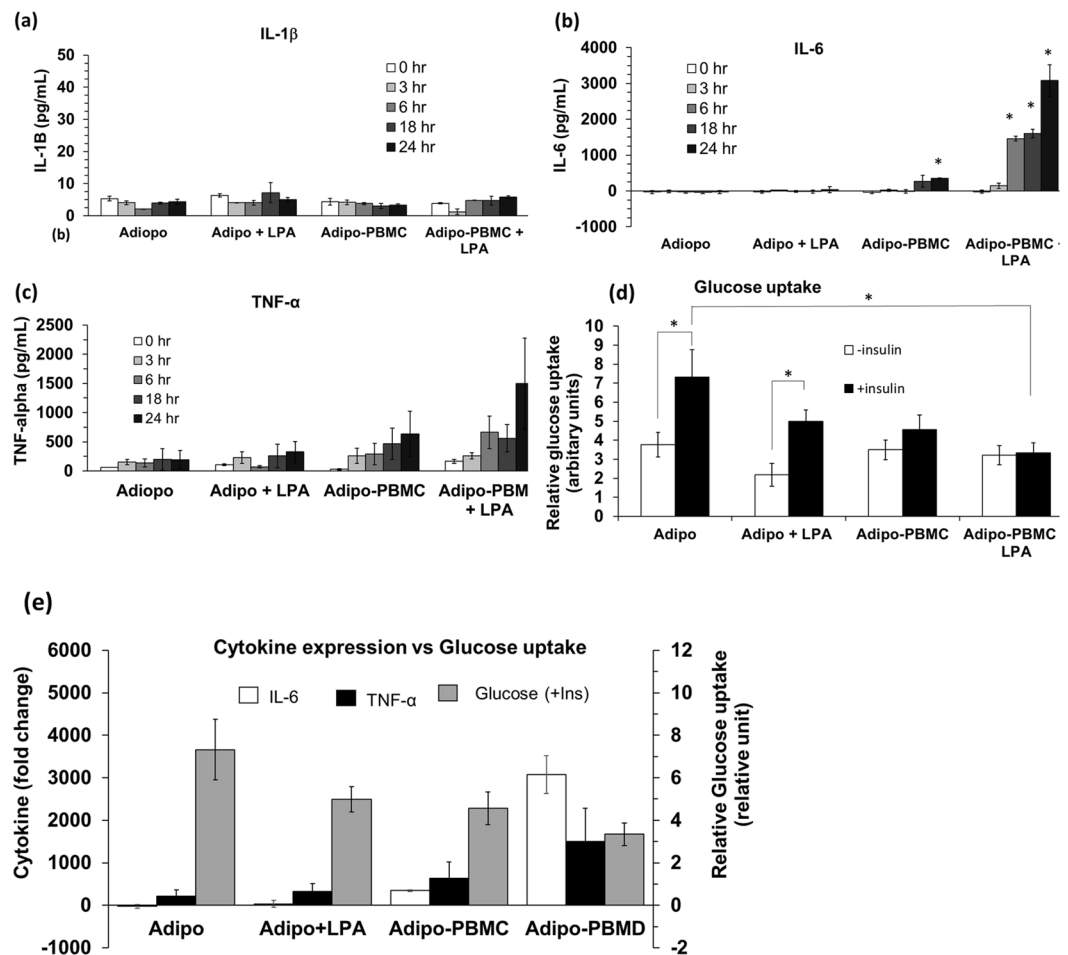 (a)
IL-1β
IL-1B (pg/mL)
50
40
30
20
10
0
0 hr
3 hr
6 hr
18 hr
24 hr
(b)
Adiopo
Adipo + LPA
Adipo-PBMC
Adipo-PBMC +
LPA
(b)
IL-6
IL-6 (pg/mL)
4000
3000
2000
1000
0
-1000
0 hr
3 hr
6 hr
18 hr
24 hr
*
*
*
*
Adiopo
Adipo + LPA
Adipo-PBMC
Adipo-PBMC ·
LPA
(c)
TNF-α
TNF-alpha (pg/mL)
2500
2000
1500
1000
500
0
0 hr
3 hr
6 hr
18 hr
24 hr
Adiopo
Adipo + LPA
Adipo-PBMC
Adipo-PBM
+ LPA
(d)
Glucose uptake
Relative glucose uptake
(arbitary units)
10
9
8
7
6
5
4
3
2
1
0
*
*
*
-insulin
+insulin
Adipo
Adipo + LPA
Adipo-PBMC
Adipo-PBMC
LPA
(e)
Cytokine expression vs Glucose uptake
Cytokine (fold change)
6000
5000
4000
3000
2000
1000
0
-1000
IL-6
TNF-α
Glucose (+Ins)
Adipo
Adipo+LPA
Adipo-PBMC
Adipo-PBMD
12
10
8
6
4
2
0
-2
Relative Glucose uptake
(relative unit)